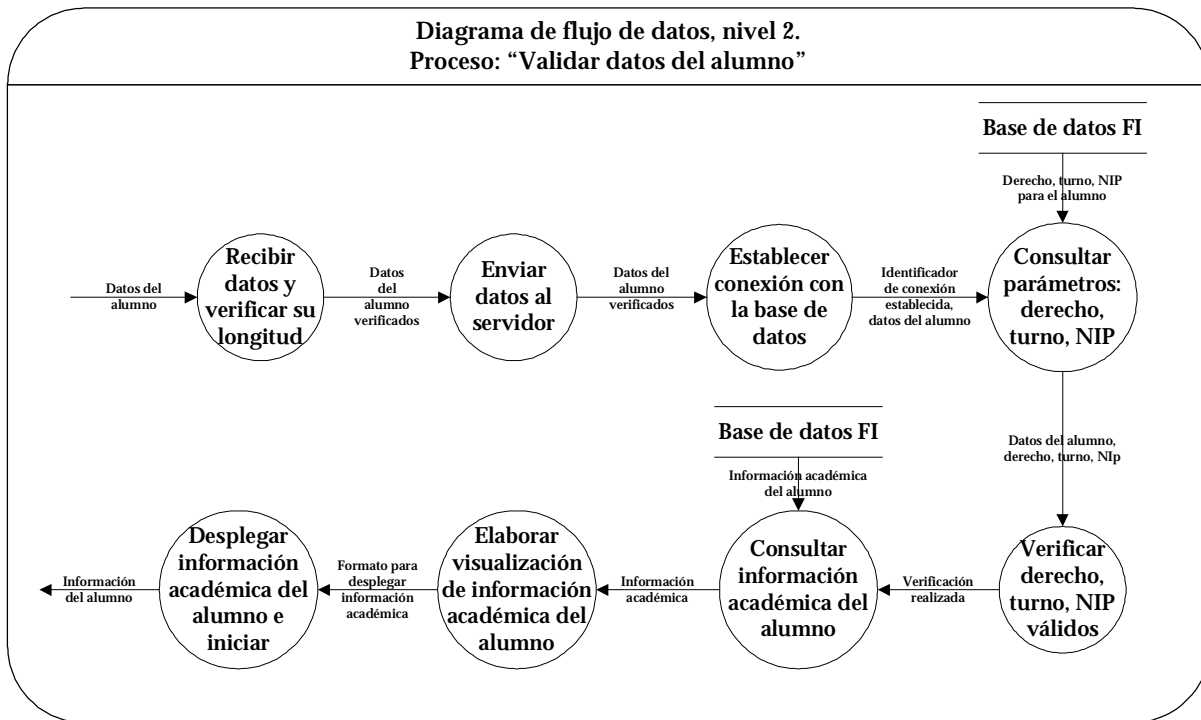 Diagrama de flujo de datos, nivel 2.
Proceso: “Validar datos del alumno”
Base de datos FI
Derecho, turno, NIP
para el alumno
Datos del
alumno
Recibir
datos y
verificar su
longitud
Datos
del
alumno
verificados
Enviar
datos al
servidor
Datos del
alumno
verificados
Establecer
conexión con
la base de
datos
Identificador
de conexión
establecida,
datos del alumno
Consultar
parámetros:
derecho,
turno, NIP
Datos del alumno,
derecho, turno, NIp
Base de datos FI
Información académica
del alumno
Verificar
derecho,
turno, NIP
válidos
Verificación
realizada
Consultar
información
académica del
alumno
Información
académica
Elaborar
visualización
de información
académica del
alumno
Formato para
desplegar
información
académica
Desplegar
información
académica del
alumno e
iniciar
Información
del alumno